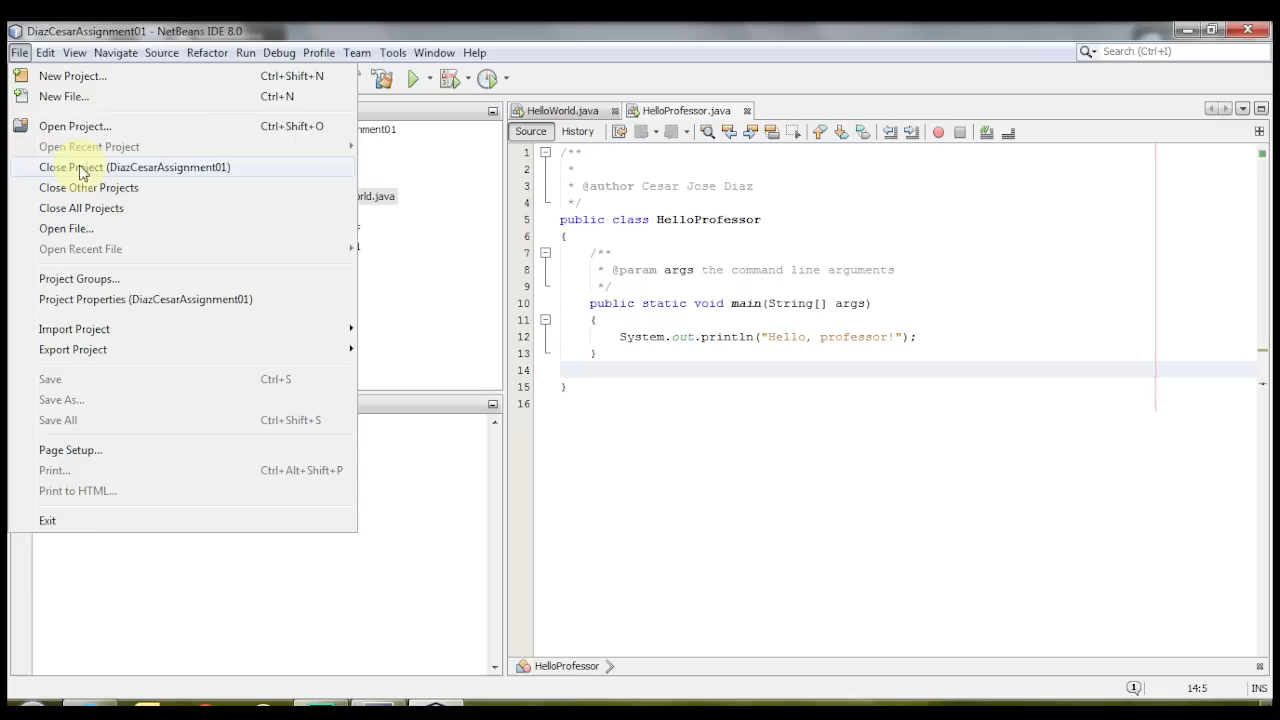 DiazCesarAssignment01 - NetBeans IDE 8.0
File Edit View Navigate Source Refactor Run Debug Profile Team Tools Window Help
Search (Ctrl+I)
New Project... Ctrl+Shift+N
New File... Ctrl+N
Open Project... Ctrl+Shift+O
Open Recent Project
Close Project (DiazCesarAssignment01)
Close Other Projects
Close All Projects
Open File...
Open Recent File
Project Groups...
Project Properties (DiazCesarAssignment01)
Import Project
Export Project
Save Ctrl+S
Save As...
Save All Ctrl+Shift+S
Page Setup...
Print... Ctrl+Alt+Shift+P
Print to HTML...
Exit
HelloWorld.java HelloProfessor.java
Source History
1 /**
2 *
3 * @author Cesar Jose Diaz
4 */
5 public class HelloProfessor
6 {
7 /**
8 * @param args the command line arguments
9 */
10 public static void main(String[] args)
11 {
12 System.out.println("Hello, professor!");
13 }
14
15 }
16
HelloProfessor
1 14:5 INS